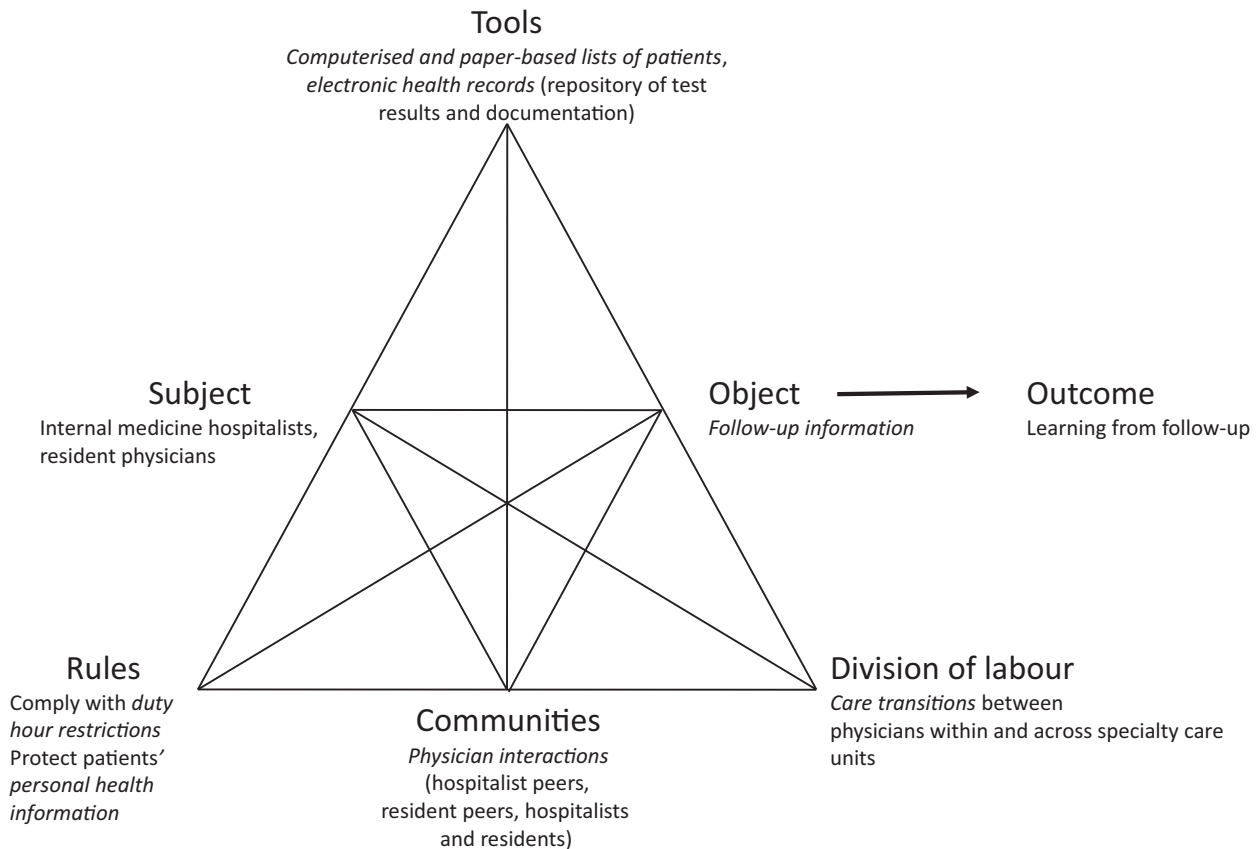 Tools
Computerised and paper-based lists of patients,
electronic health records (repository of test
results and documentation)
Subject
Internal medicine hospitalists,
resident physicians
Object
Follow-up information
Outcome
Learning from follow-up
Rules
Comply with duty
hour restrictions
Protect patients’
personal health
information
Communities
Physician interactions
(hospitalist peers,
resident peers, hospitalists
and residents)
Division of labour
Care transitions between
physicians within and across specialty care
units